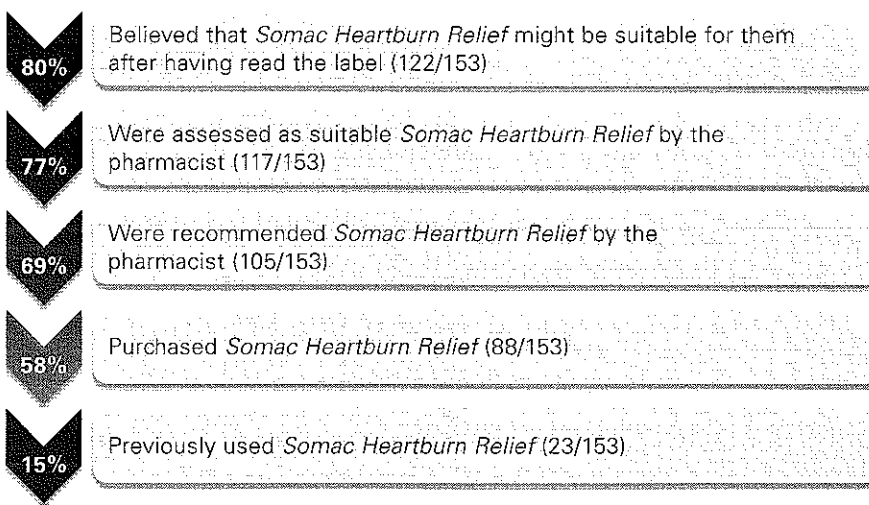 80%
Believed that Somac Heartburn Relief might be suitable for them
after having read the label (122/153)
77%
Were assessed as suitable Somac Heartburn Relief by the
pharmacist (117/153)
69%
Were recommended Somac Heartburn Relief by the
pharmacist (105/153)
58%
Purchased Somac Heartburn Relief (88/153)
15%
Previously used Somac Heartburn Relief (23/153)